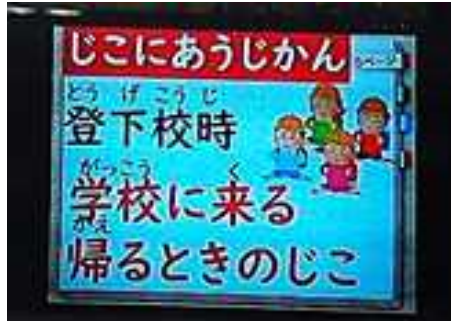 じこにあうじかん
とうげこうじ
登下校時
がっこう く
学校に来る
かえ
帰るときのじこ